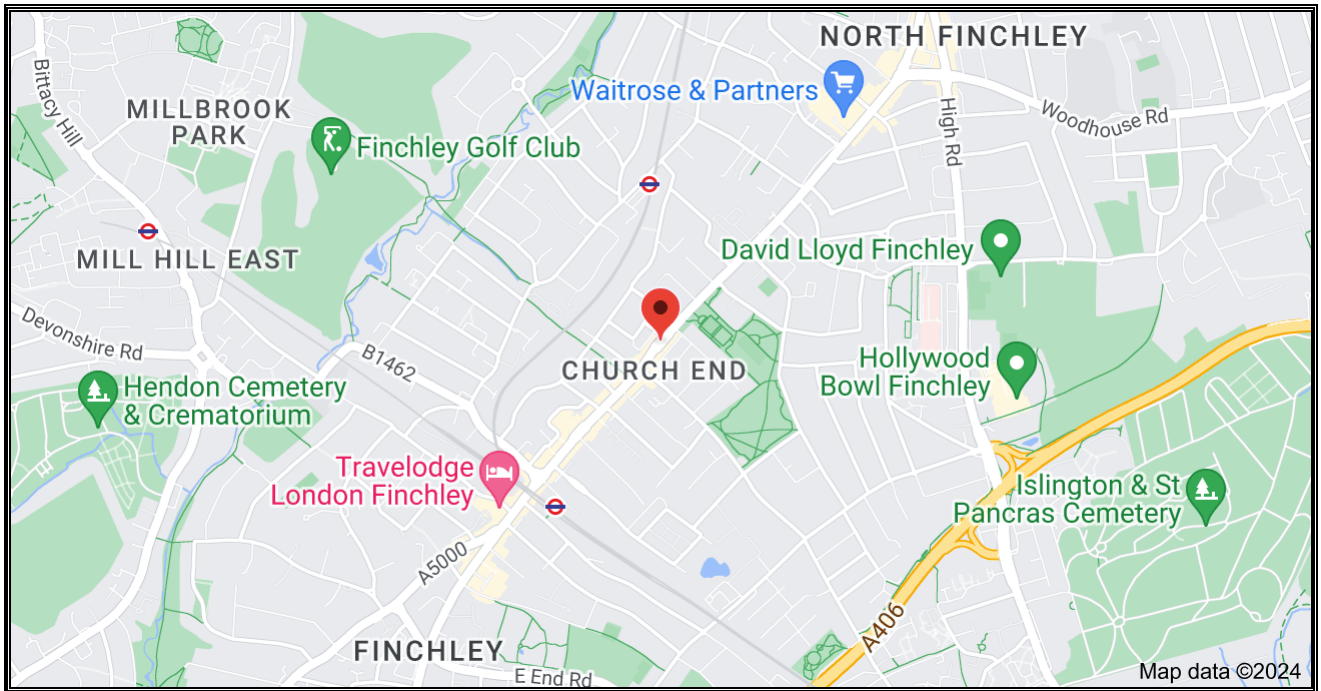 NORTH FINCHLEY
Waitrose & Partners
Bittacy Hill
MILLBROOK
PARK
Woodhouse Rd
High Rd
Finchley Golf Club
MILL HILL EAST
David Lloyd Finchley
Devonshire Rd
B1462
CHURCH END
Hollywood
Bowl Finchley
Hendon Cemetery
& Crematorium
Travelodge
London Finchley
Islington & St
Pancras Cemetery
A5000
A406
FINCHLEY
E End Rd
Map data ©2024